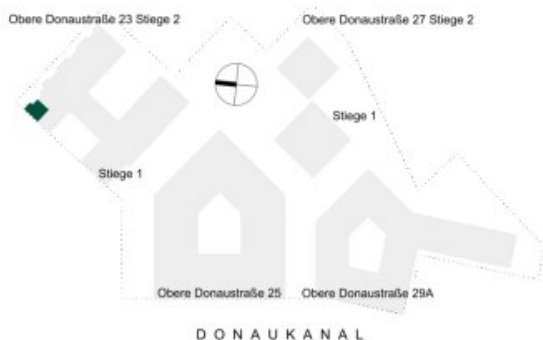 Obere Donaustraße 23 Stiege 2
Obere Donaustraße 27 Stiege 2
Stiege 1
Stiege 1
Obere Donaustraße 25
Obere Donaustraße 29A
DONAUKANAL